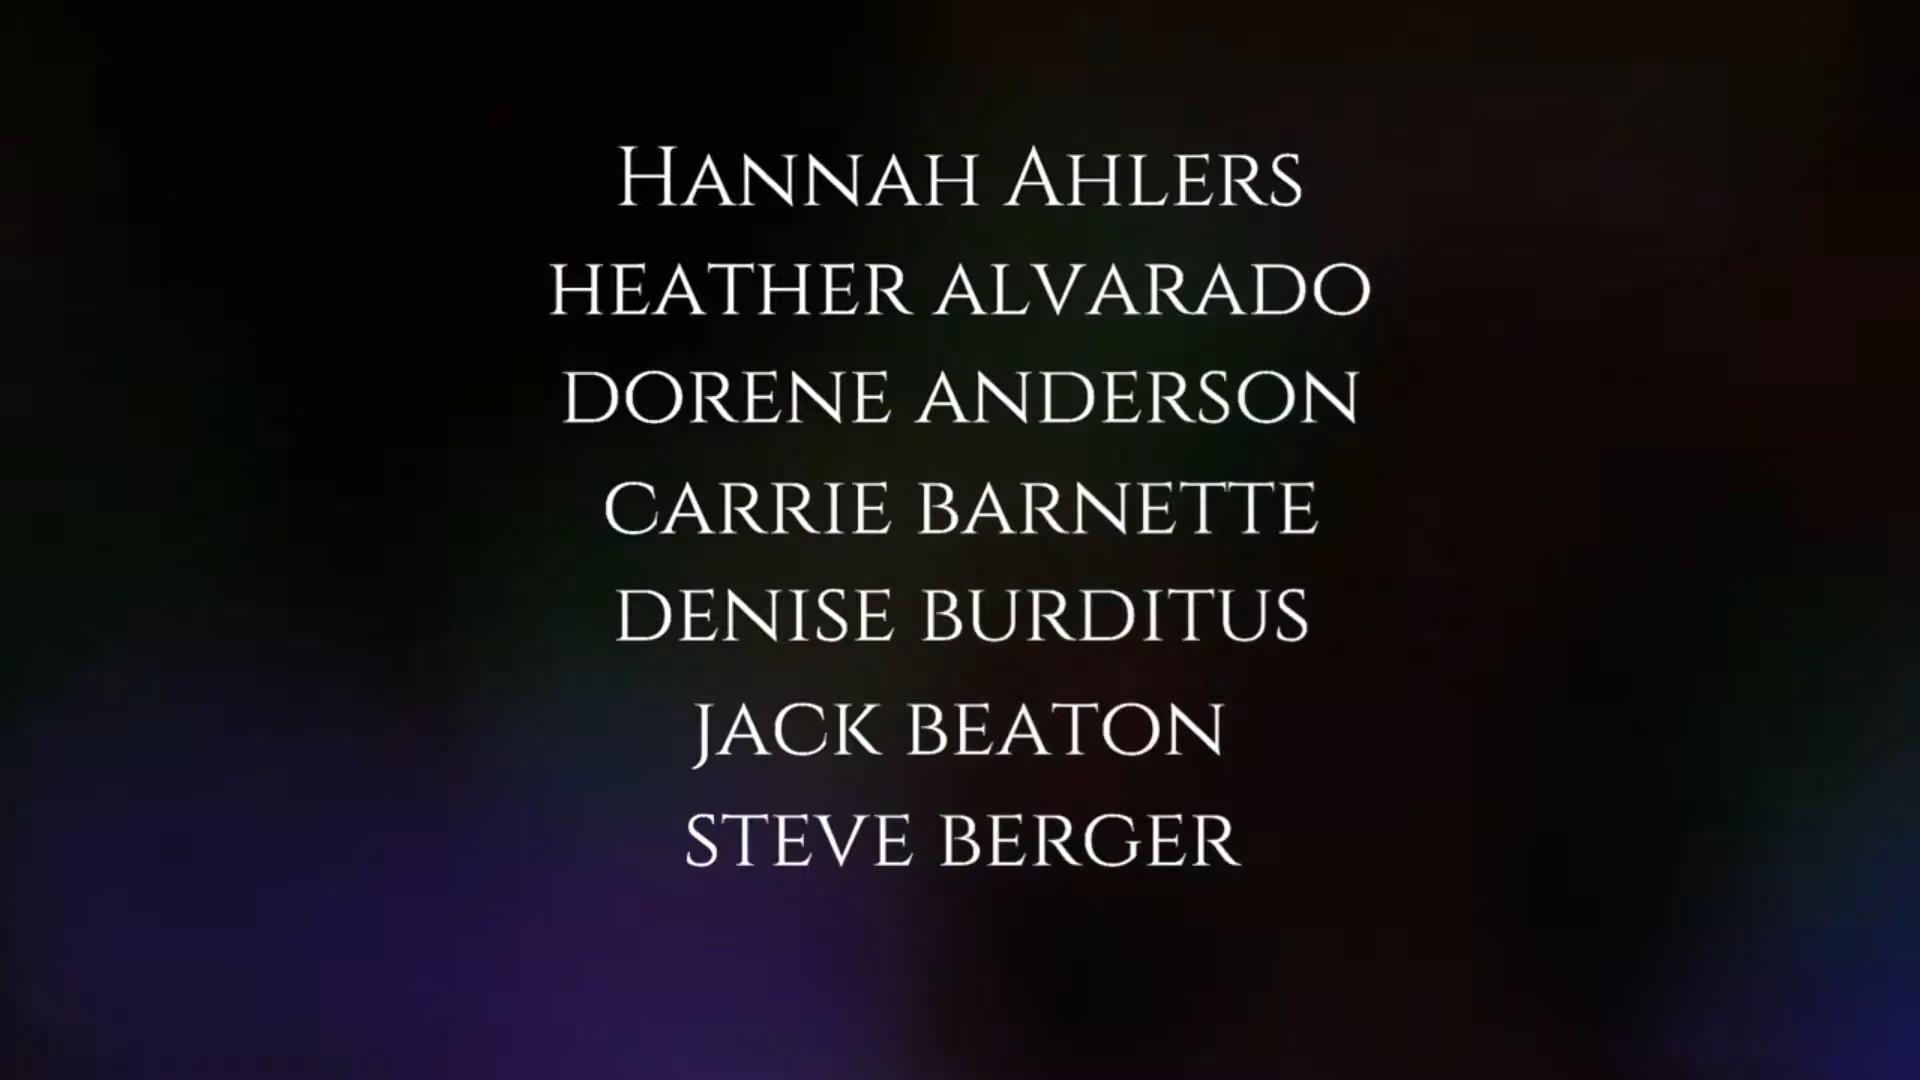 Hannah Ahlers
HEATHER ALVARADO
DORENE ANDERSON
CARRIE BARNETTE
DENISE BURDITUS
JACK BEATON
STEVE BERGER